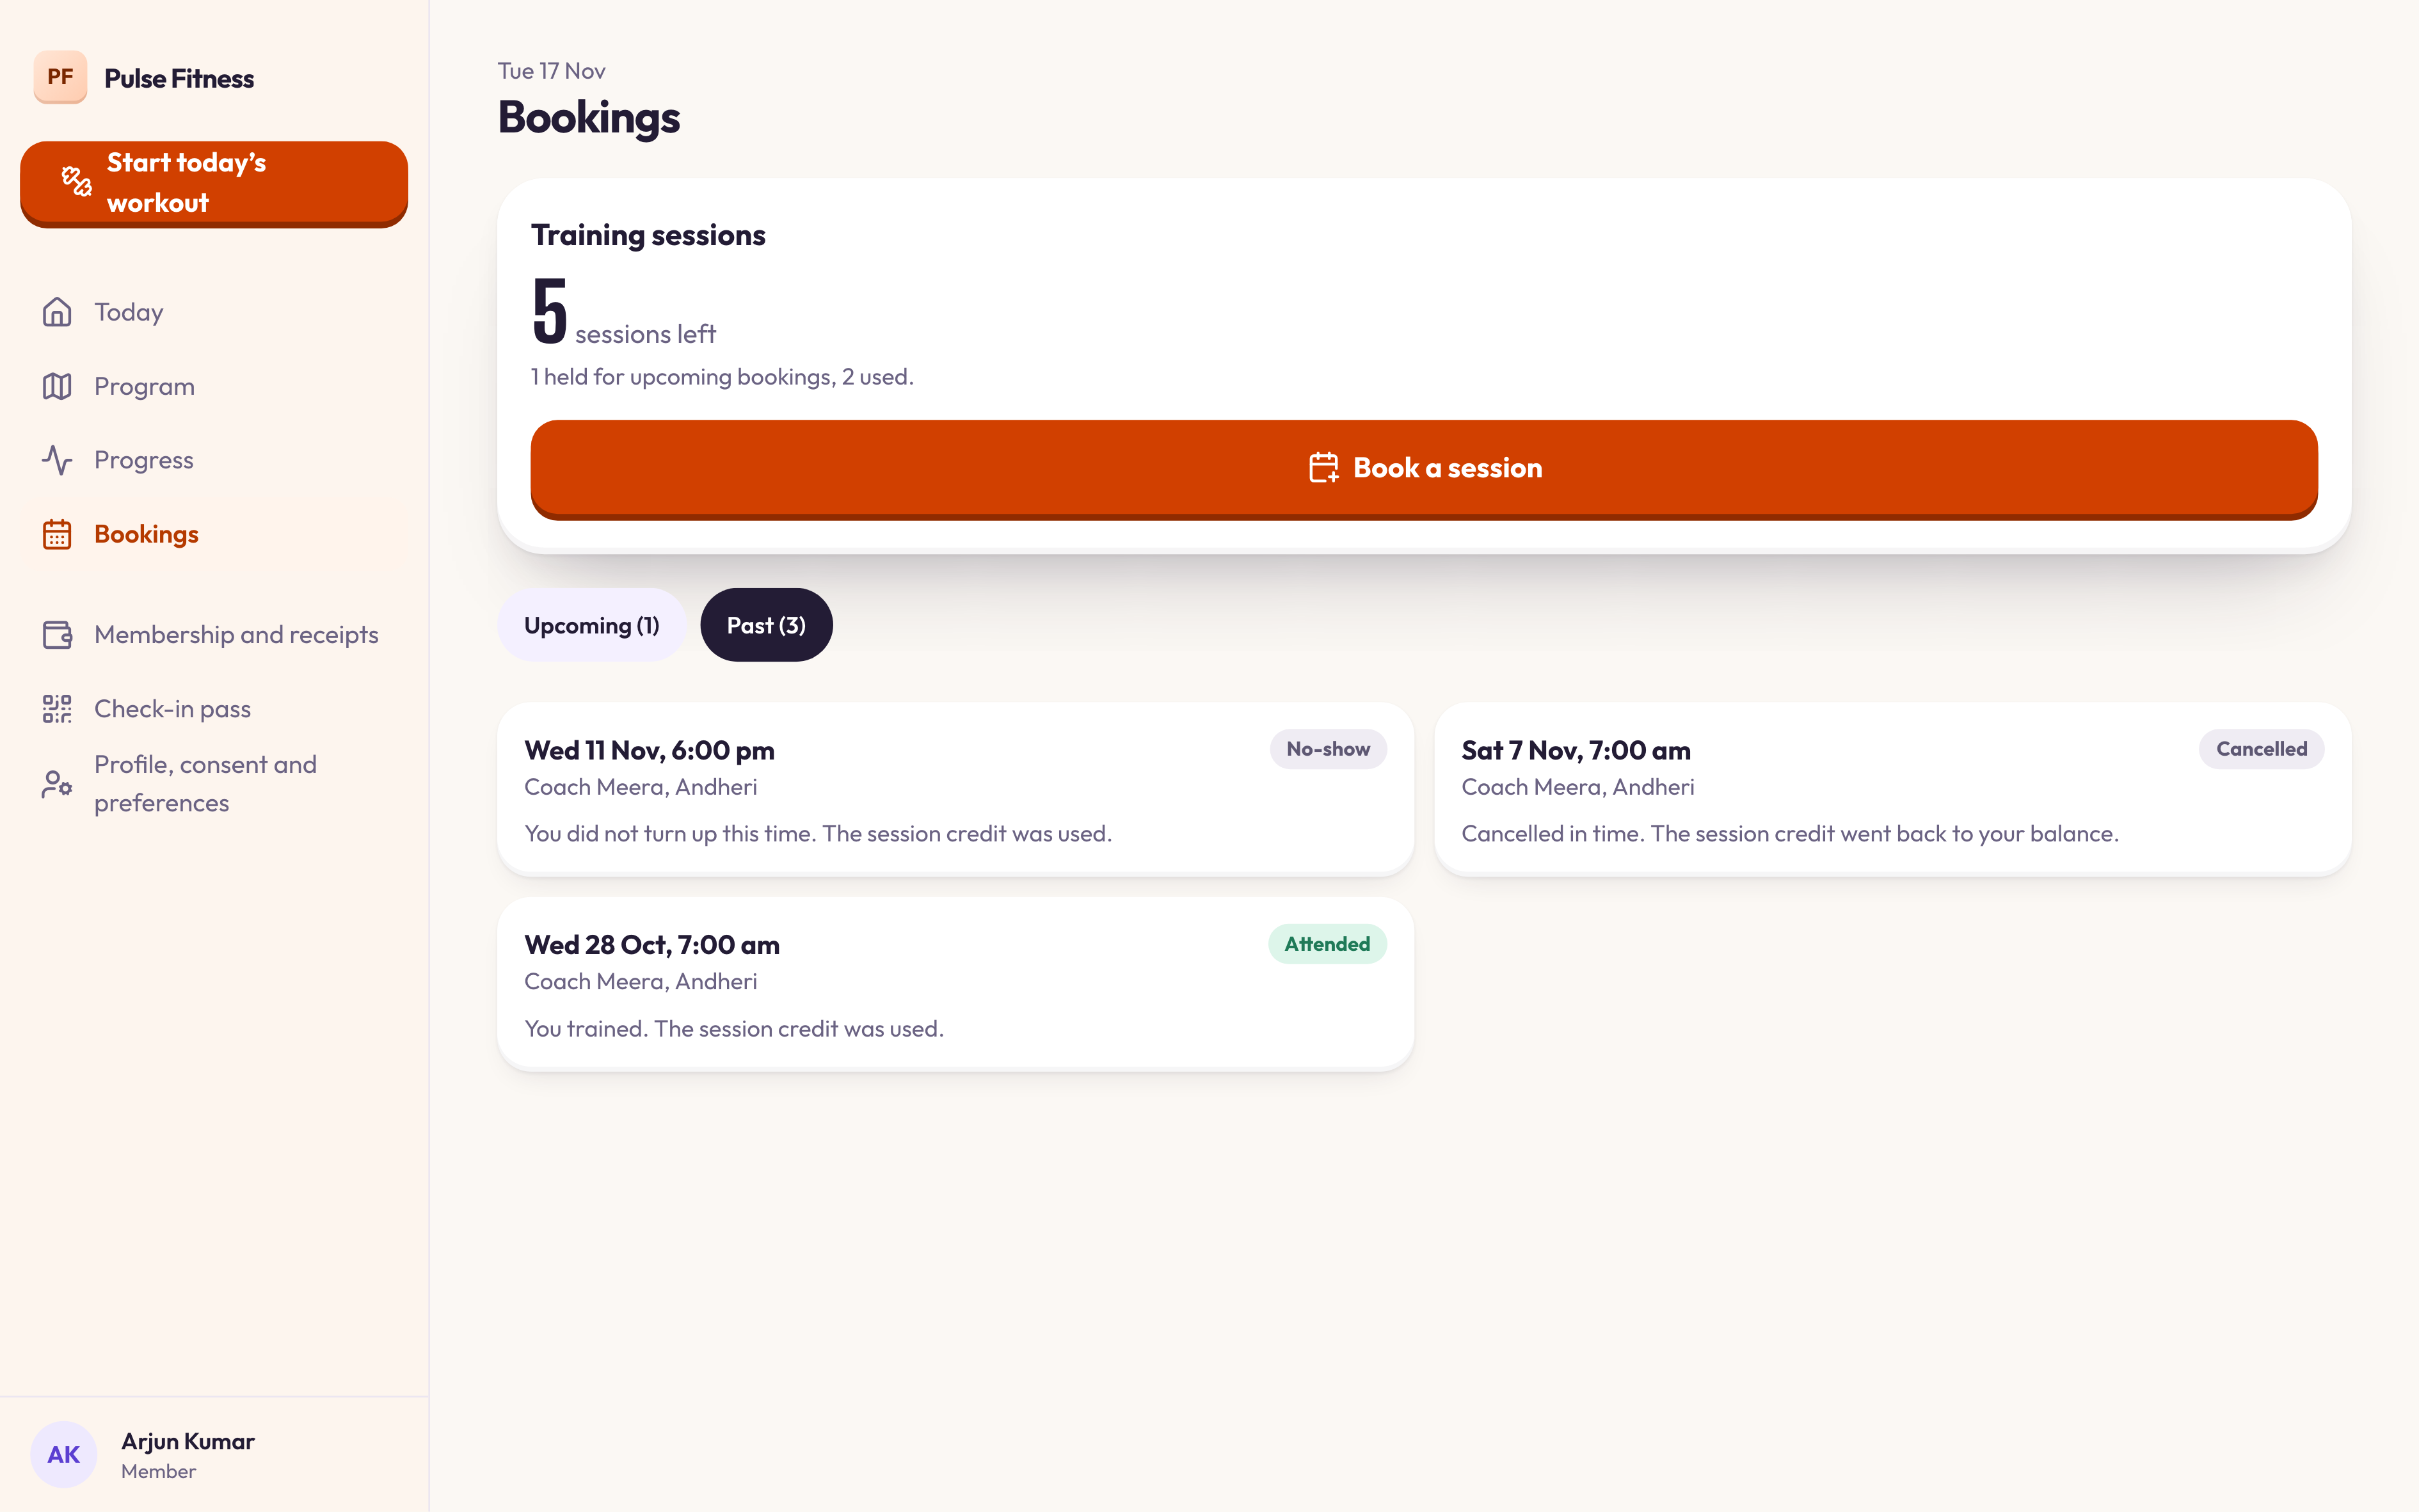 PF
Pulse Fitness
Start today’s
workout
Today
Program
Progress
Bookings
Membership and receipts
Check-in pass
Profile, consent and
preferences
AK
Arjun Kumar
Member
Tue 17 Nov
Bookings
Training sessions
5 sessions left
1 held for upcoming bookings, 2 used.
Book a session
Upcoming (1)
Past (3)
Wed 11 Nov, 6:00 pm
No-show
Coach Meera, Andheri
You did not turn up this time. The session credit was used.
Sat 7 Nov, 7:00 am
Cancelled
Coach Meera, Andheri
Cancelled in time. The session credit went back to your balance.
Wed 28 Oct, 7:00 am
Attended
Coach Meera, Andheri
You trained. The session credit was used.